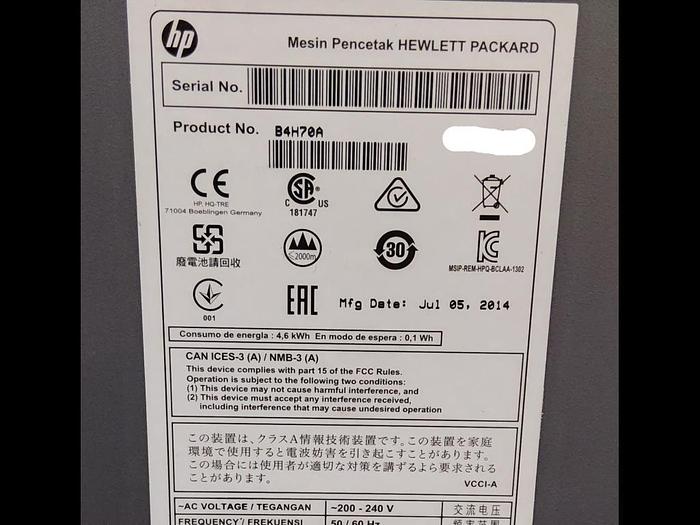 hp
Mesin Pencetak HEWLETT PACKARD
Serial No.
Product No. B4H70A
CE
HP, HQ-TRE
71004 Boeblingen Germany
SA®
C US
181747
≤2000m
30
廢電池請回收
MSIP-REM-HPQ-BCLAA-1302
001
EAC
Mfg Date: Jul 05, 2014
Consumo de energía : 4,6 kWh En modo de espera : 0,1 Wh
CAN ICES-3 (A) / NMB-3 (A)
This device complies with part 15 of the FCC Rules.
Operation is subject to the following two conditions:
(1) This device may not cause harmful interference, and
(2) This device must accept any interference received,
including interference that may cause undesired operation
この装置は、クラスA情報技術装置です。この装置を家庭
環境で使用すると電波妨害を引き起こすことがあります。
この場合には使用者が適切な対策を講ずるよう要求される
ことがあります。
VCCI-A
~AC VOLTAGE / TEGANGAN ~200 - 240 V 交流电压
FREQUENCY / FREKUENSI 50 / 60 Hz 频率范围